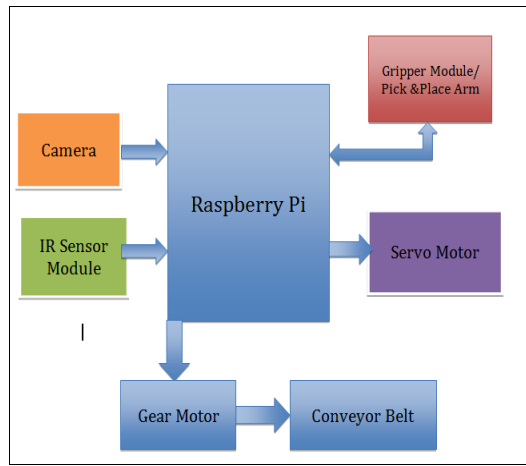 Gripper Module/
Pick &Place Arm
Camera
Raspberry Pi
IR Sensor
Module
Servo Motor
Gear Motor
Conveyor Belt